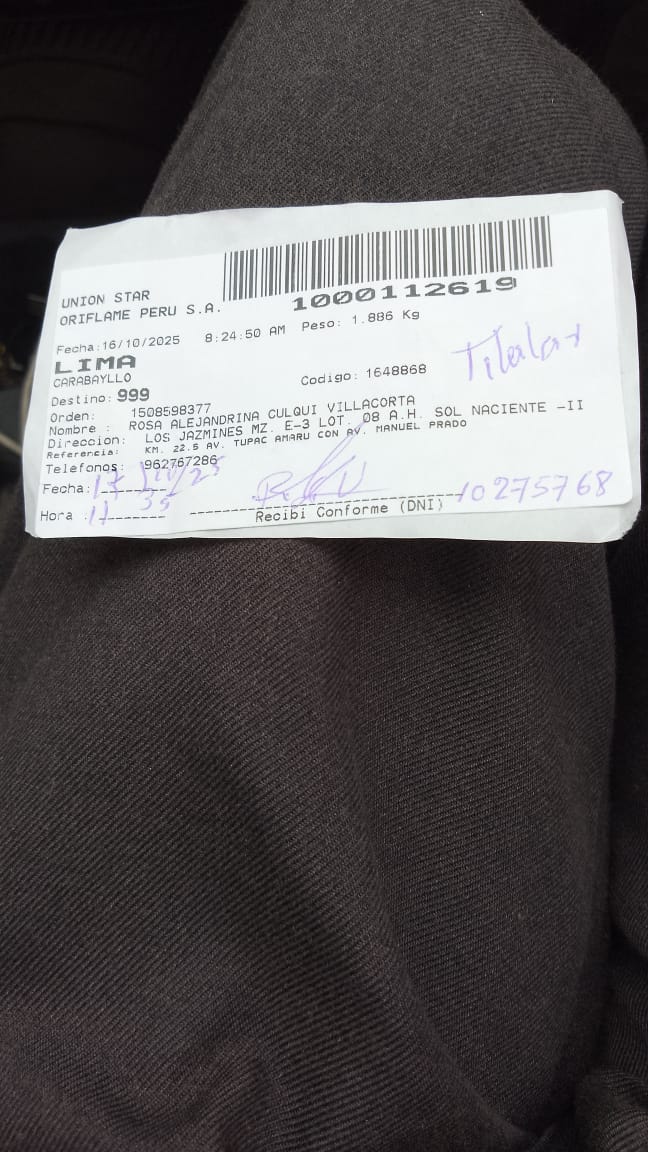 UNION STAR
ORIFLAME PERU S.A.
1000112619
Fecha:16/10/2025 8:24:50 AM Peso: 1.886 Kg
LIMA
CARABAYLLO
Titular
Destino: 999 Codigo: 1648868
Orden: 1508598377
Nombre : ROSA ALEJANDRINA CULQUI VILLACORTA
Direccion: LOS JAZMINES MZ. E-3 LOT. 08 A.H. SOL NACIENTE -II
Referencia: KM. 22.5 AV. TUPAC AMARU CON AV. MANUEL PRADO
Telefonos: 962767286
Fecha: 17
Hora : 11 35
Recibi Conforme (DNI) 10275768